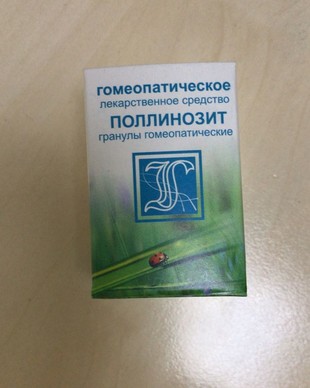 гомеопатическое
лекарственное средство
ПОЛЛИНОЗИТ
гранулы гомеопатические